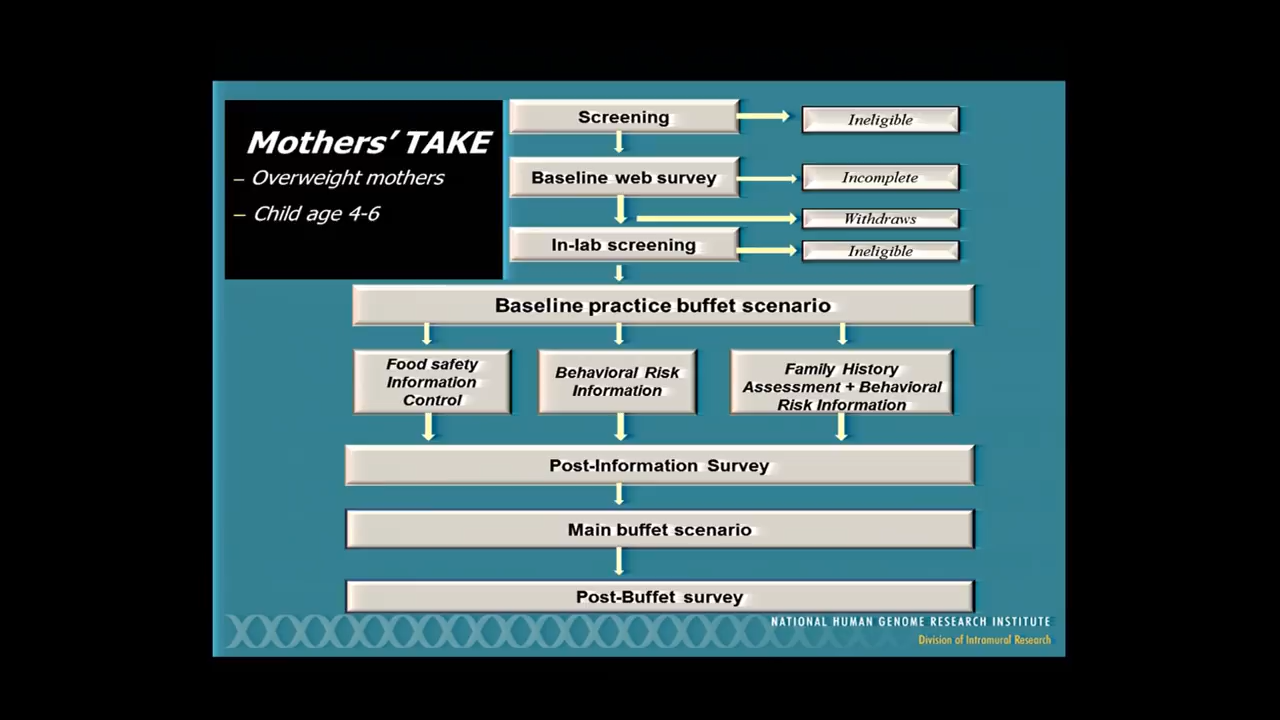 Mothers’ TAKE
– Overweight mothers
– Child age 4-6
Screening
Ineligible
Baseline web survey
Incomplete
Withdraws
In-lab screening
Ineligible
Baseline practice buffet scenario
Food safety
Information
Control
Behavioral Risk
Information
Family History
Assessment + Behavioral
Risk Information
Post-Information Survey
Main buffet scenario
Post-Buffet survey
NATIONAL HUMAN GENOME RESEARCH INSTITUTE
Division of Intramural Research